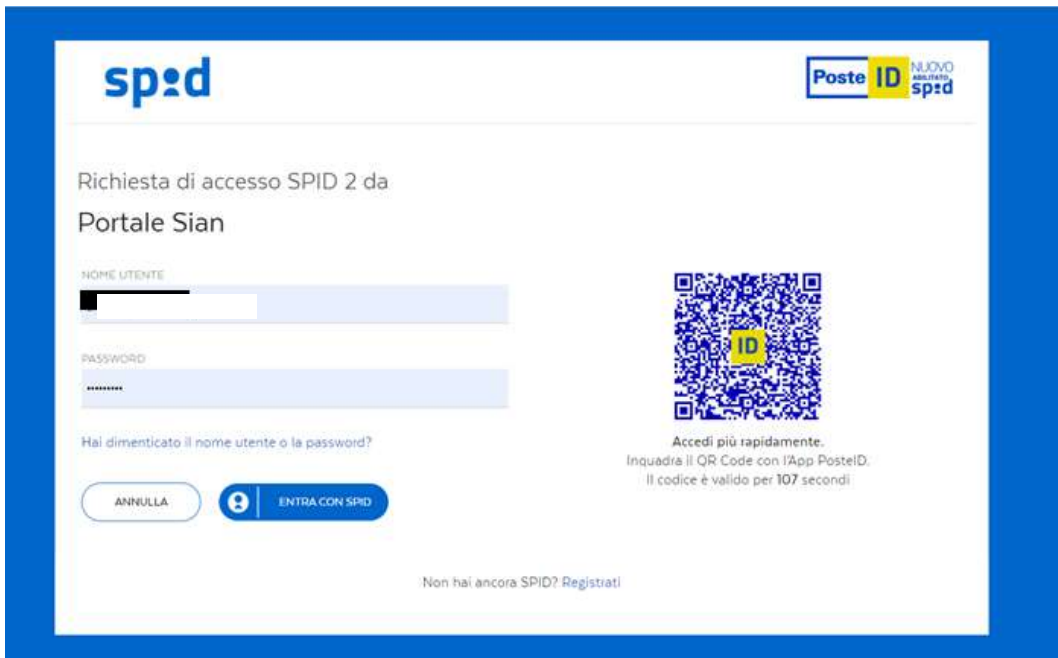 spid
Poste ID NUOVO
ABILITATO
spid
Richiesta di accesso SPID 2 da
Portale Sian
NOME UTENTE
PASSWORD
•••••••••
Hai dimenticato il nome utente o la password?
ANNULLA
ENTRA CON SPID
ID
Accedi più rapidamente.
Inquadra il QR Code con l'App PosteID.
Il codice è valido per 107 secondi
Non hai ancora SPID? Registrati